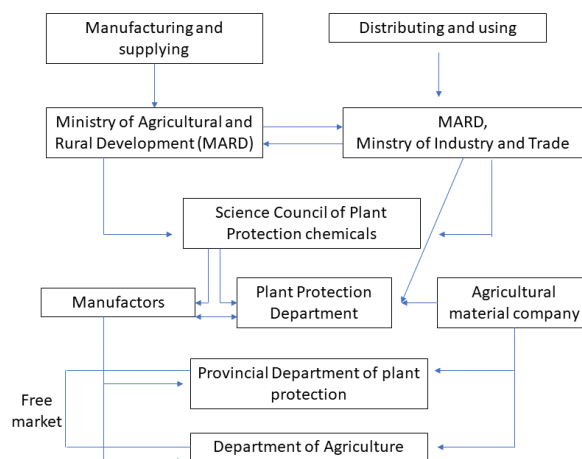 Manufacturing and
supplying
Distributing and using
Ministry of Agricultural and
Rural Development (MARD)
MARD,
Minstry of Industry and Trade
Science Council of Plant
Protection chemicals
Manufactors
Plant Protection
Department
Agricultural
material company
Provincial Department of plant
protection
Free
market
Department of Agriculture